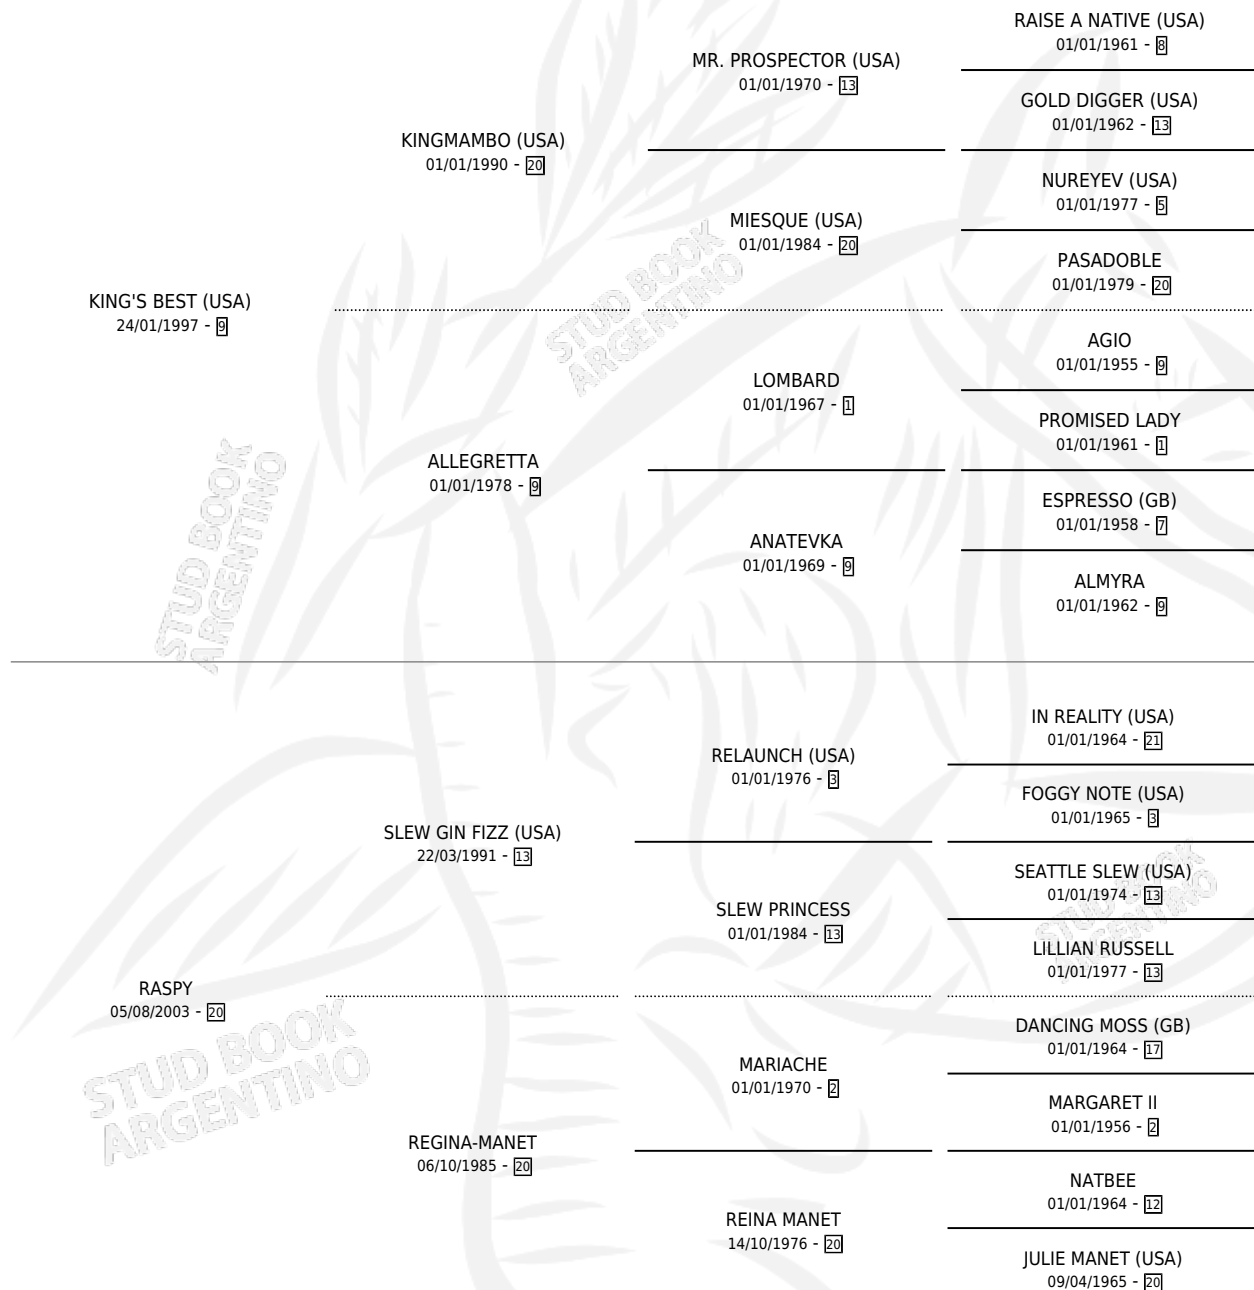 RAISE A NATIVE (USA)
01/01/1961 - 8
MR. PROSPECTOR (USA)
01/01/1970 - 13
GOLD DIGGER (USA)
01/01/1962 - 13
KINGMAMBO (USA)
01/01/1990 - 20
NUREYEV (USA)
01/01/1977 - 5
MIESQUE (USA)
01/01/1984 - 20
PASADOBLE
01/01/1979 - 20
KING'S BEST (USA)
24/01/1997 - 9
AGIO
01/01/1955 - 9
LOMBARD
01/01/1967 - 1
PROMISED LADY
01/01/1961 - 1
ALLEGRETTA
01/01/1978 - 9
ESPRESSO (GB)
01/01/1958 - 7
ANATEVKA
01/01/1969 - 9
ALMYRA
01/01/1962 - 9
IN REALITY (USA)
01/01/1964 - 21
RELAUNCH (USA)
01/01/1976 - 3
FOGGY NOTE (USA)
01/01/1965 - 3
SLEW GIN FIZZ (USA)
22/03/1991 - 13
SEATTLE SLEW (USA)
01/01/1974 - 13
SLEW PRINCESS
01/01/1984 - 13
LILLIAN RUSSELL
01/01/1977 - 13
RASPY
05/08/2003 - 20
DANCING MOSS (GB)
01/01/1964 - 17
MARIACHE
01/01/1970 - 2
MARGARET II
01/01/1956 - 2
REGINA-MANET
06/10/1985 - 20
NATBEE
01/01/1964 - 12
REINA MANET
14/10/1976 - 20
JULIE MANET (USA)
09/04/1965 - 20
STUD BOOK
ARGENTINO
STUD BOOK
ARGENTINO
STUD BOOK
ARGENTINO
STUD BOOK
ARGENTINO